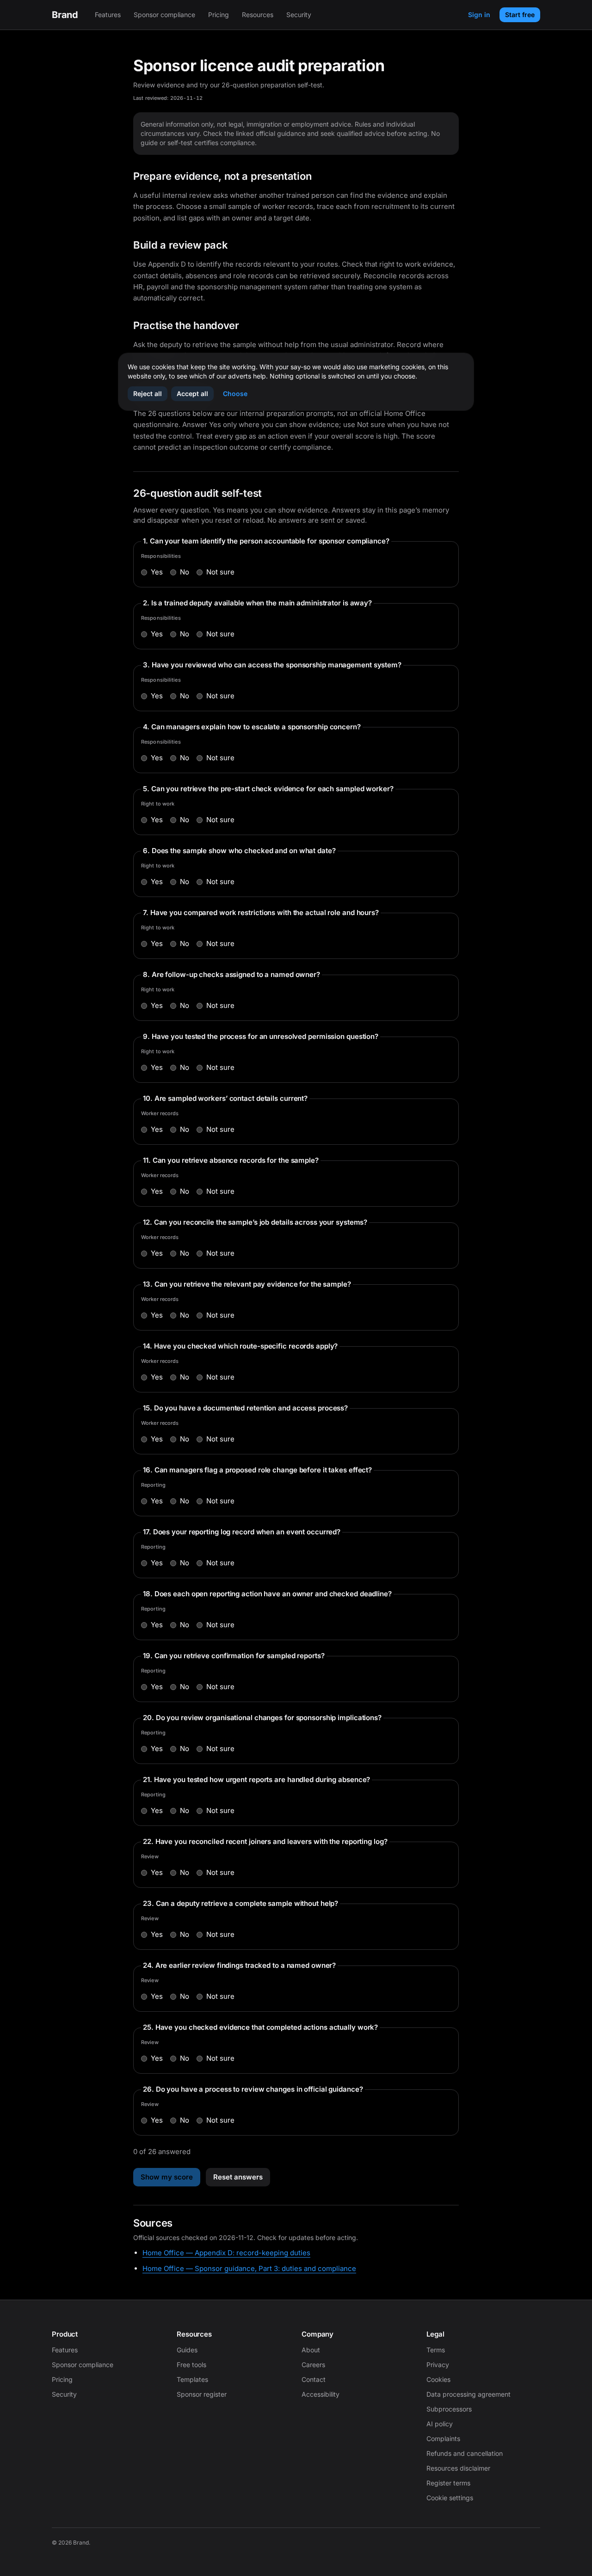 Brand
Features
Sponsor compliance
Pricing
Resources
Security
Sign in
Start free
Sponsor licence audit preparation
Review evidence and try our 26-question preparation self-test.
Last reviewed: 2026-11-12
General information only, not legal, immigration or employment advice. Rules and individual
circumstances vary. Check the linked official guidance and seek qualified advice before acting. No
guide or self-test certifies compliance.
Prepare evidence, not a presentation
A useful internal review asks whether another trained person can find the evidence and explain
the process. Choose a small sample of worker records, trace each from recruitment to its current
position, and list gaps with an owner and a target date.
Build a review pack
Use Appendix D to identify the records relevant to your routes. Check that right to work evidence,
contact details, absences and role records can be retrieved securely. Reconcile records across
HR, payroll and the sponsorship management system rather than treating one system as
automatically correct.
Practise the handover
Ask the deputy to retrieve the sample without help from the usual administrator. Record where
We use cookies that keep the site working. With your say-so we would also use marketing cookies, on this
website only, to see which of our adverts help. Nothing optional is switched on until you choose.
Reject all
Accept all
Choose
The 26 questions below are our internal preparation prompts, not an official Home Office
questionnaire. Answer Yes only where you can show evidence; use Not sure when you have not
tested the control. Treat every gap as an action even if your overall score is high. The score
cannot predict an inspection outcome or certify compliance.
26-question audit self-test
Answer every question. Yes means you can show evidence. Answers stay in this page's memory
and disappear when you reset or reload. No answers are sent or saved.
1. Can your team identify the person accountable for sponsor compliance?
Responsibilities
Yes No Not sure
2. Is a trained deputy available when the main administrator is away?
Responsibilities
Yes No Not sure
3. Have you reviewed who can access the sponsorship management system?
Responsibilities
Yes No Not sure
4. Can managers explain how to escalate a sponsorship concern?
Responsibilities
Yes No Not sure
5. Can you retrieve the pre-start check evidence for each sampled worker?
Right to work
Yes No Not sure
6. Does the sample show who checked and on what date?
Right to work
Yes No Not sure
7. Have you compared work restrictions with the actual role and hours?
Right to work
Yes No Not sure
8. Are follow-up checks assigned to a named owner?
Right to work
Yes No Not sure
9. Have you tested the process for an unresolved permission question?
Right to work
Yes No Not sure
10. Are sampled workers' contact details current?
Worker records
Yes No Not sure
11. Can you retrieve absence records for the sample?
Worker records
Yes No Not sure
12. Can you reconcile the sample's job details across your systems?
Worker records
Yes No Not sure
13. Can you retrieve the relevant pay evidence for the sample?
Worker records
Yes No Not sure
14. Have you checked which route-specific records apply?
Worker records
Yes No Not sure
15. Do you have a documented retention and access process?
Worker records
Yes No Not sure
16. Can managers flag a proposed role change before it takes effect?
Reporting
Yes No Not sure
17. Does your reporting log record when an event occurred?
Reporting
Yes No Not sure
18. Does each open reporting action have an owner and checked deadline?
Reporting
Yes No Not sure
19. Can you retrieve confirmation for sampled reports?
Reporting
Yes No Not sure
20. Do you review organisational changes for sponsorship implications?
Reporting
Yes No Not sure
21. Have you tested how urgent reports are handled during absence?
Reporting
Yes No Not sure
22. Have you reconciled recent joiners and leavers with the reporting log?
Review
Yes No Not sure
23. Can a deputy retrieve a complete sample without help?
Review
Yes No Not sure
24. Are earlier review findings tracked to a named owner?
Review
Yes No Not sure
25. Have you checked evidence that completed actions actually work?
Review
Yes No Not sure
26. Do you have a process to review changes in official guidance?
Review
Yes No Not sure
0 of 26 answered
Show my score
Reset answers
Sources
Official sources checked on 2026-11-12. Check for updates before acting.
Home Office — Appendix D: record-keeping duties
Home Office — Sponsor guidance, Part 3: duties and compliance
Product
Features
Sponsor compliance
Pricing
Security
Resources
Guides
Free tools
Templates
Sponsor register
Company
About
Careers
Contact
Accessibility
Legal
Terms
Privacy
Cookies
Data processing agreement
Subprocessors
AI policy
Complaints
Refunds and cancellation
Resources disclaimer
Register terms
Cookie settings
© 2026 Brand.